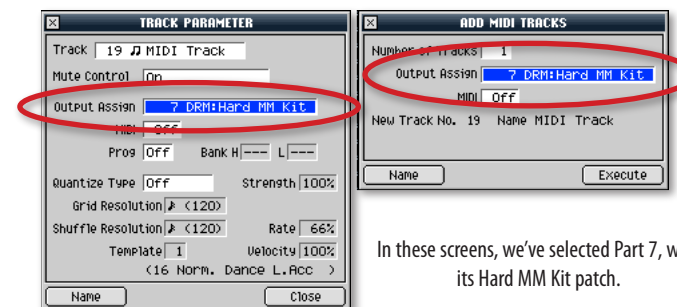 TRACK PARAMETER
Track 19 MIDI Track
Mute Control On
Output Assign 7 DRM:Hard MM Kit
MIDI Off
Prog Off Bank H --- L ---
Quantize Type Off Strength 100%
Grid Resolution (120)
Shuffle Resolution (120) Rate 66%
Template 1 Velocity 100%
(16 Norm. Dance L.Acc )
Name Close
ADD MIDI TRACKS
Number of Tracks 1
Output Assign 7 DRM:Hard MM Kit
MIDI Off
New Track No. 19 Name MIDI Track
Name Execute
In these screens, we've selected Part 7, w
its Hard MM Kit patch.